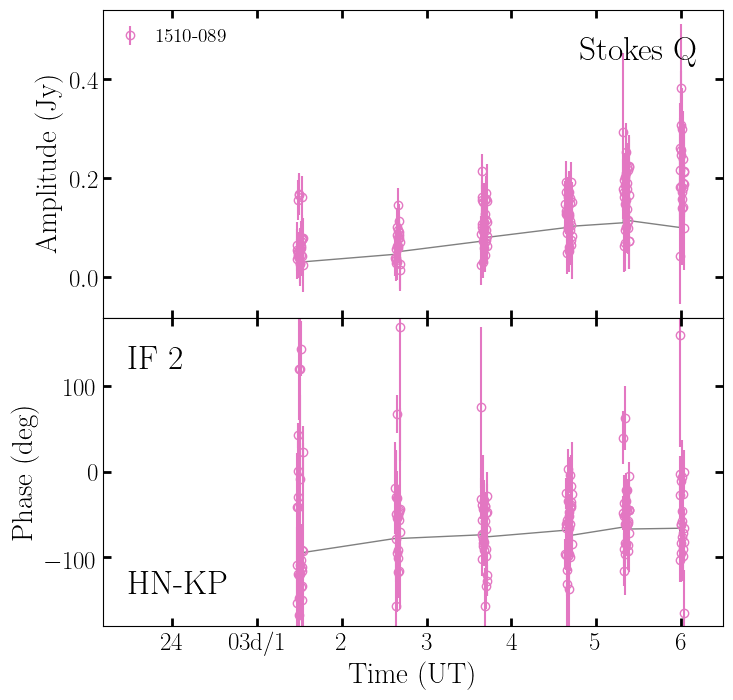 1510-089
Stokes Q
Amplitude (Jy)
0.4
0.2
0.0
IF 2
Phase (deg)
100
0
−100
HN-KP
24 03d/1 2 3 4 5 6
Time (UT)